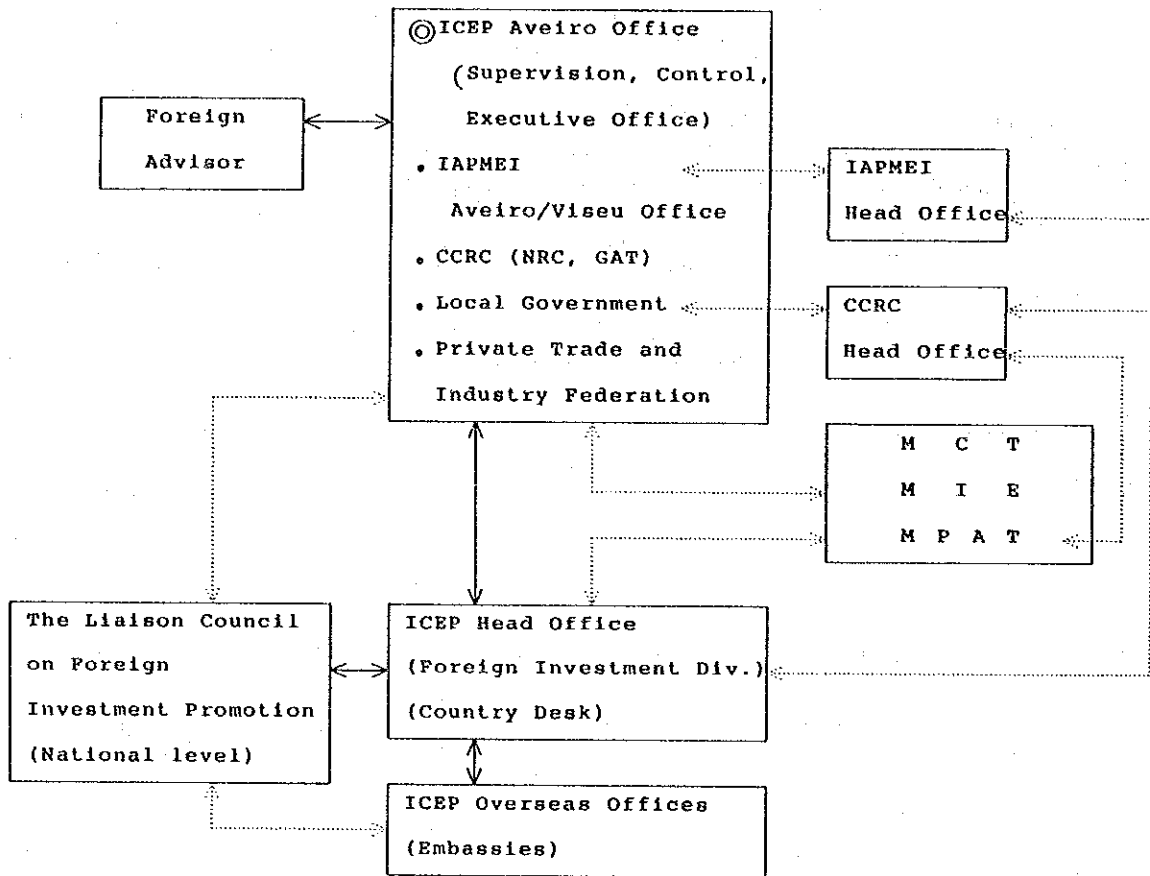 ◎ICEP Aveiro Office
(Supervision, Control,
Executive Office)
• IAPMEI
Aveiro/Viseu Office
• CCRC (NRC, GAT)
• Local Government
• Private Trade and
Industry Federation
Foreign
Advisor
IAPMEI
Head Office
CCRC
Head Office
M C T
M I E
M P A T
The Liaison Council
on Foreign
Investment Promotion
(National level)
ICEP Head Office
(Foreign Investment Div.)
(Country Desk)
ICEP Overseas Offices
(Embassies)